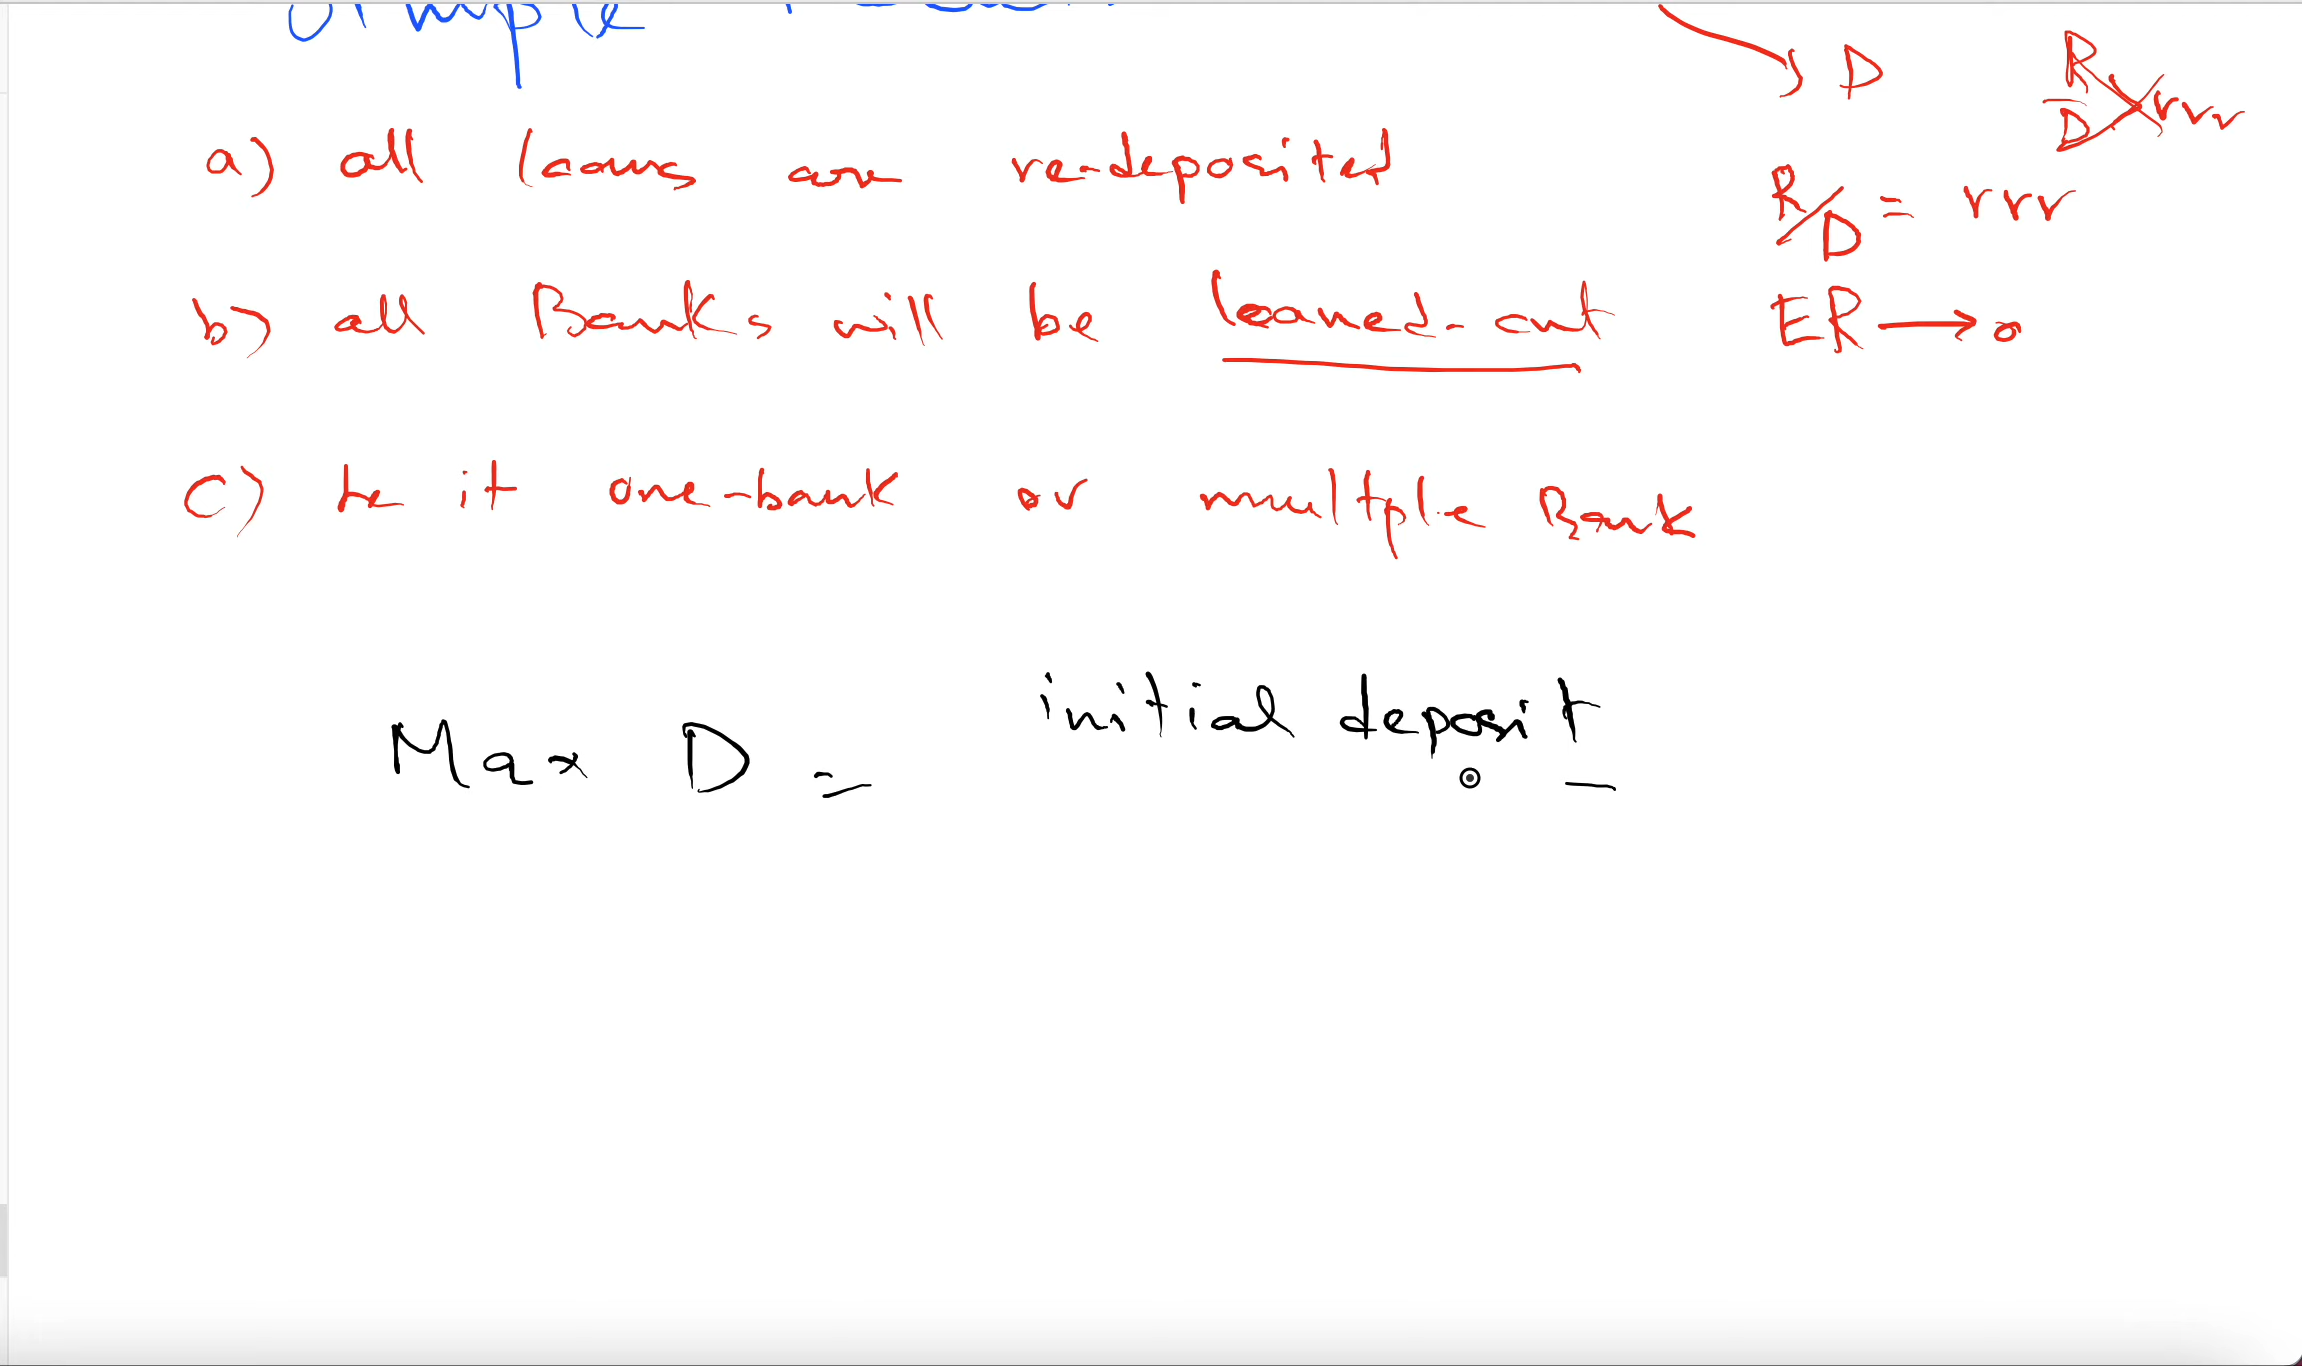 Simple
D
R/D > rrr
a) all loans are re-deposited
R/D = rrr
b) all Banks will be loaned-out
ER → 0
c) be it one-bank or multiple Bank
initial deposit
Max D =